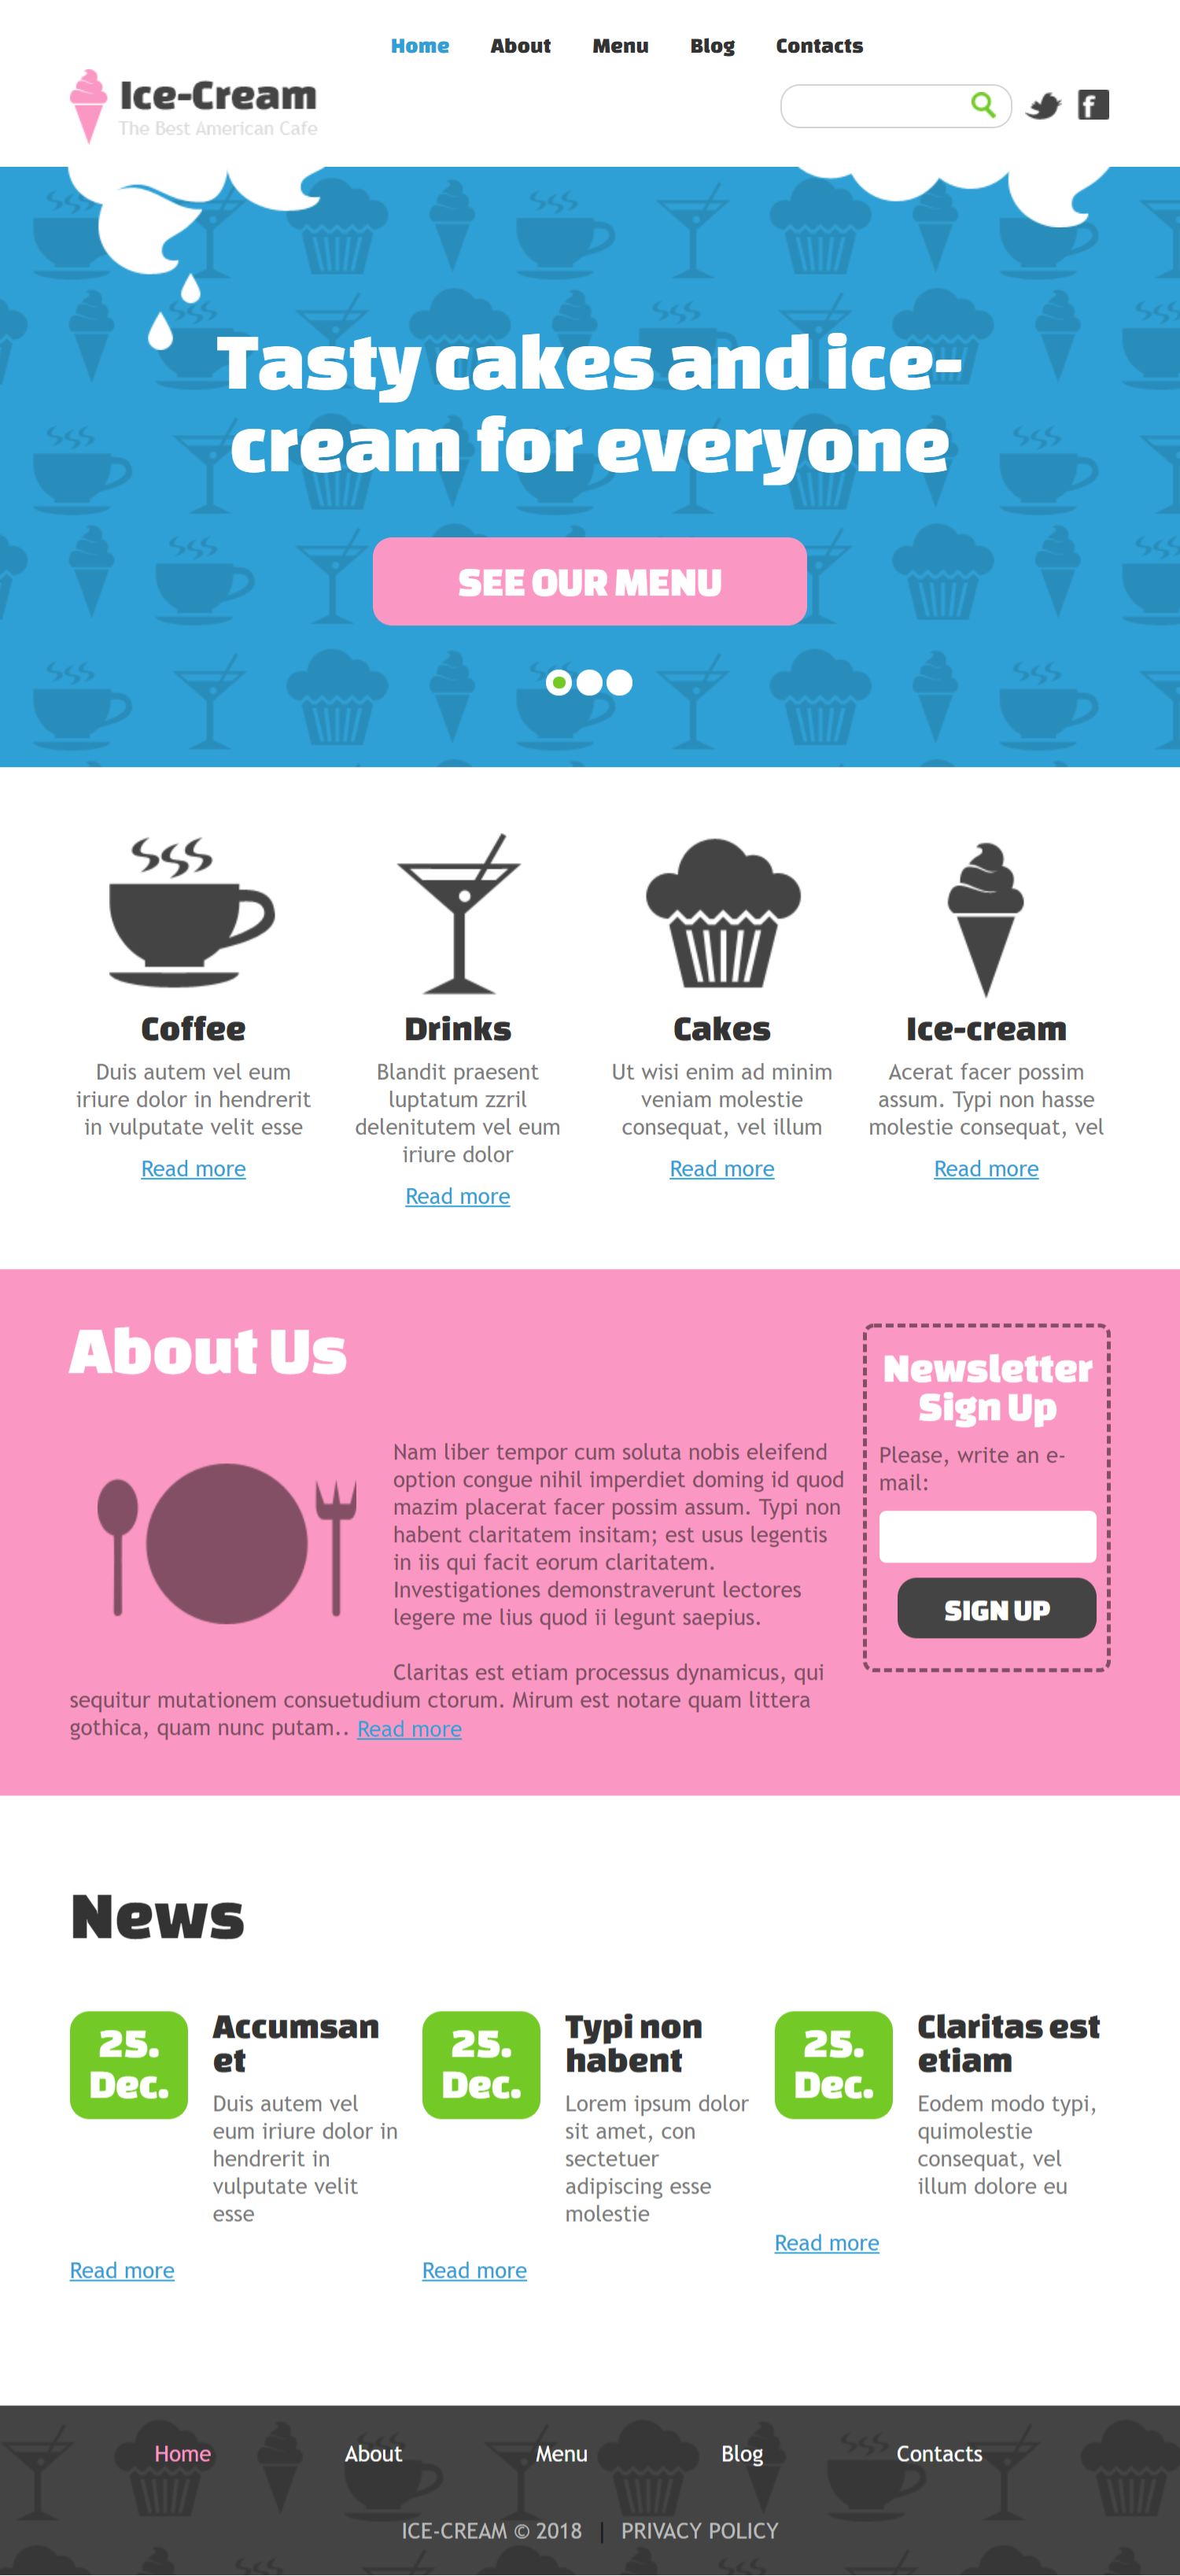 Home About Menu Blog Contacts
Ice-Cream
The Best American Cafe
Tasty cakes and ice-
cream for everyone
SEE OUR MENU
Coffee
Duis autem vel eum
iriure dolor in hendrerit
in vulputate velit esse
Read more
Drinks
Blandit praesent
luptatum zzril
delenitutem vel eum
iriure dolor
Read more
Cakes
Ut wisi enim ad minim
veniam molestie
consequat, vel illum
Read more
Ice-cream
Acerat facer possim
assum. Typi non hasse
molestie consequat, vel
Read more
About Us
Nam liber tempor cum soluta nobis eleifend
option congue nihil imperdiet doming id quod
mazim placerat facer possim assum. Typi non
habent claritatem insitam; est usus legentis
in iis qui facit eorum claritatem.
Investigationes demonstraverunt lectores
legere me lius quod ii legunt saepius.
Claritas est etiam processus dynamicus, qui
sequitur mutationem consuetudium ctorum. Mirum est notare quam littera
gothica, quam nunc putam.. Read more
Newsletter
Sign Up
Please, write an e-
mail:
SIGN UP
News
25.
Dec.
Accumsan
et
Duis autem vel
eum iriure dolor in
hendrerit in
vulputate velit
esse
Read more
25.
Dec.
Typi non
habent
Lorem ipsum dolor
sit amet, con
sectetuer
adipiscing esse
molestie
Read more
25.
Dec.
Claritas est
etiam
Eodem modo typi,
quimolestie
consequat, vel
illum dolore eu
Read more
Home About Menu Blog Contacts
ICE-CREAM © 2018 | PRIVACY POLICY